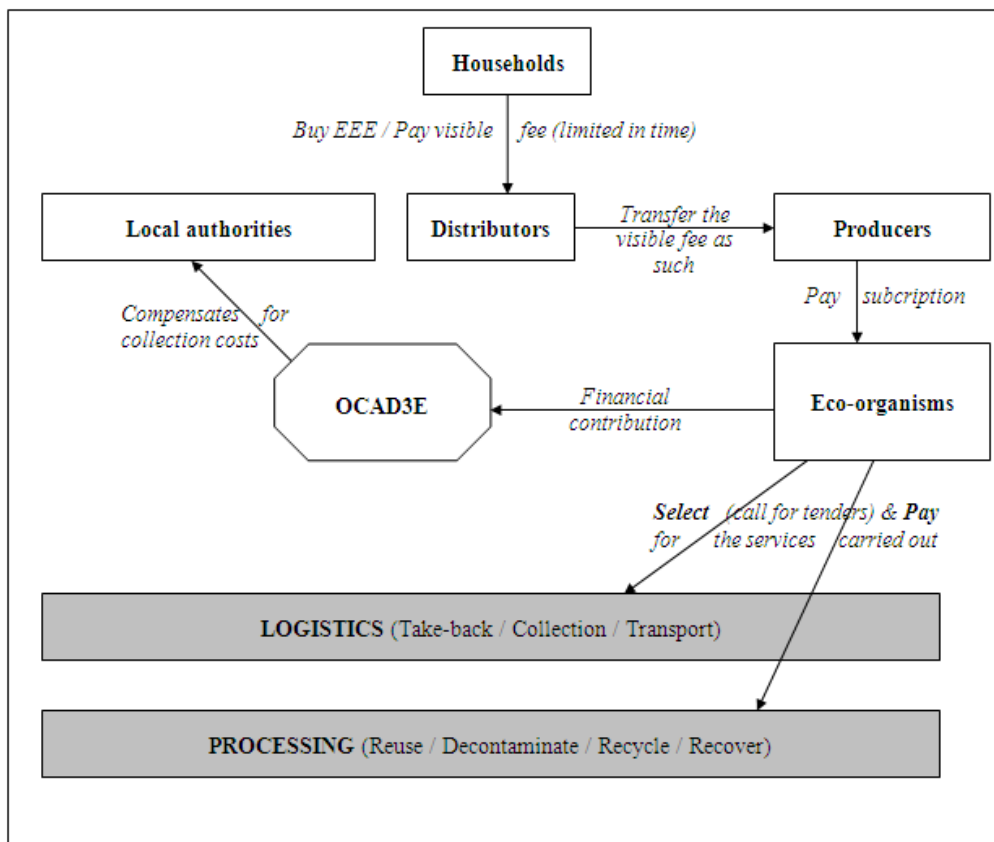 Households
Buy EEE / Pay visible fee (limited in time)
Local authorities
Distributors
Transfer the
visible fee as
such
Producers
Pay subcription
Compensates for
collection costs
OCAD3E
Financial
contribution
Eco-organisms
Select (call for tenders) & Pay
for the services carried out
LOGISTICS (Take-back / Collection / Transport)
PROCESSING (Reuse / Decontaminate / Recycle / Recover)